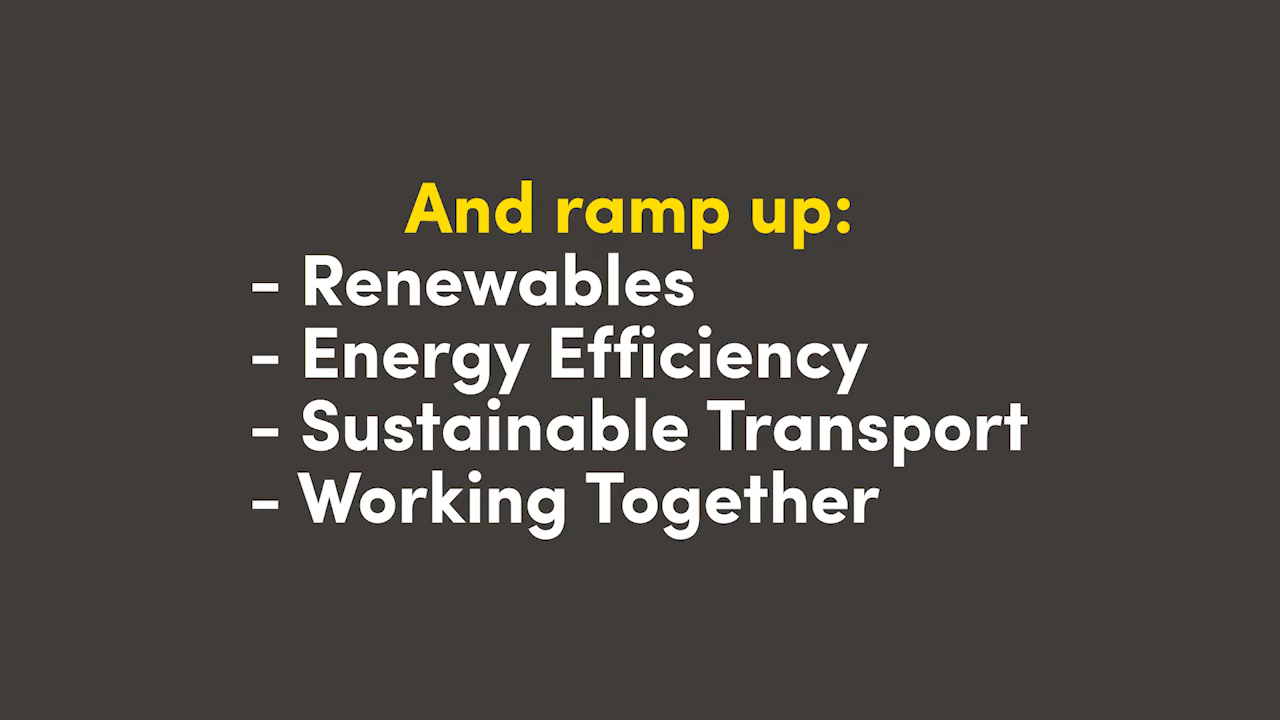 And ramp up:
- Renewables
- Energy Efficiency
- Sustainable Transport
- Working Together